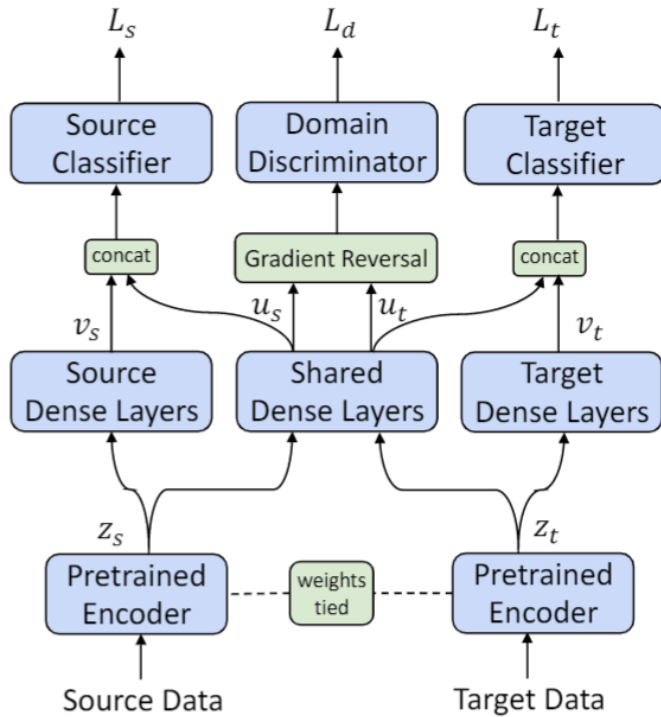 L_s
L_d
L_t
Source
Classifier
Domain
Discriminator
Target
Classifier
concat
Gradient Reversal
concat
v_s
u_s
u_t
v_t
Source
Dense Layers
Shared
Dense Layers
Target
Dense Layers
z_s
z_t
Pretrained
Encoder
weights
tied
Pretrained
Encoder
Source Data
Target Data